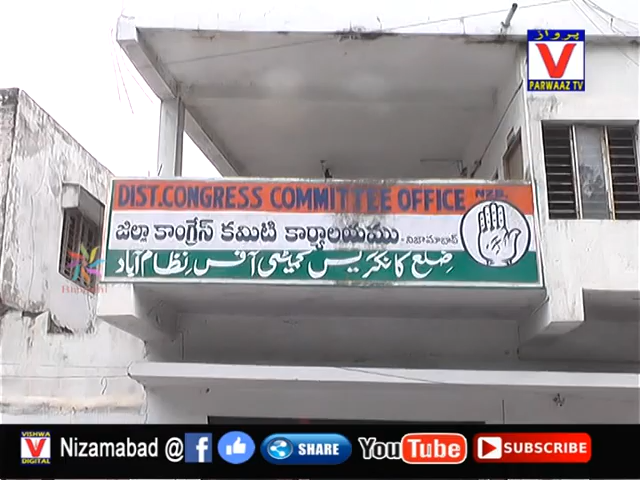 پرواز
V
PARWAAZ TV
DIST.CONGRESS COMMITTEE OFFICE NZB.
జిల్లా కాంగ్రేస్ కమిటి కార్యాలయము - నిజామాబాద్
ضلع کانگریس کمیٹی آفس نظام آباد
VISHWA
V
DIGITAL
Nizamabad @ f SHARE YouTube SUBSCRIBE